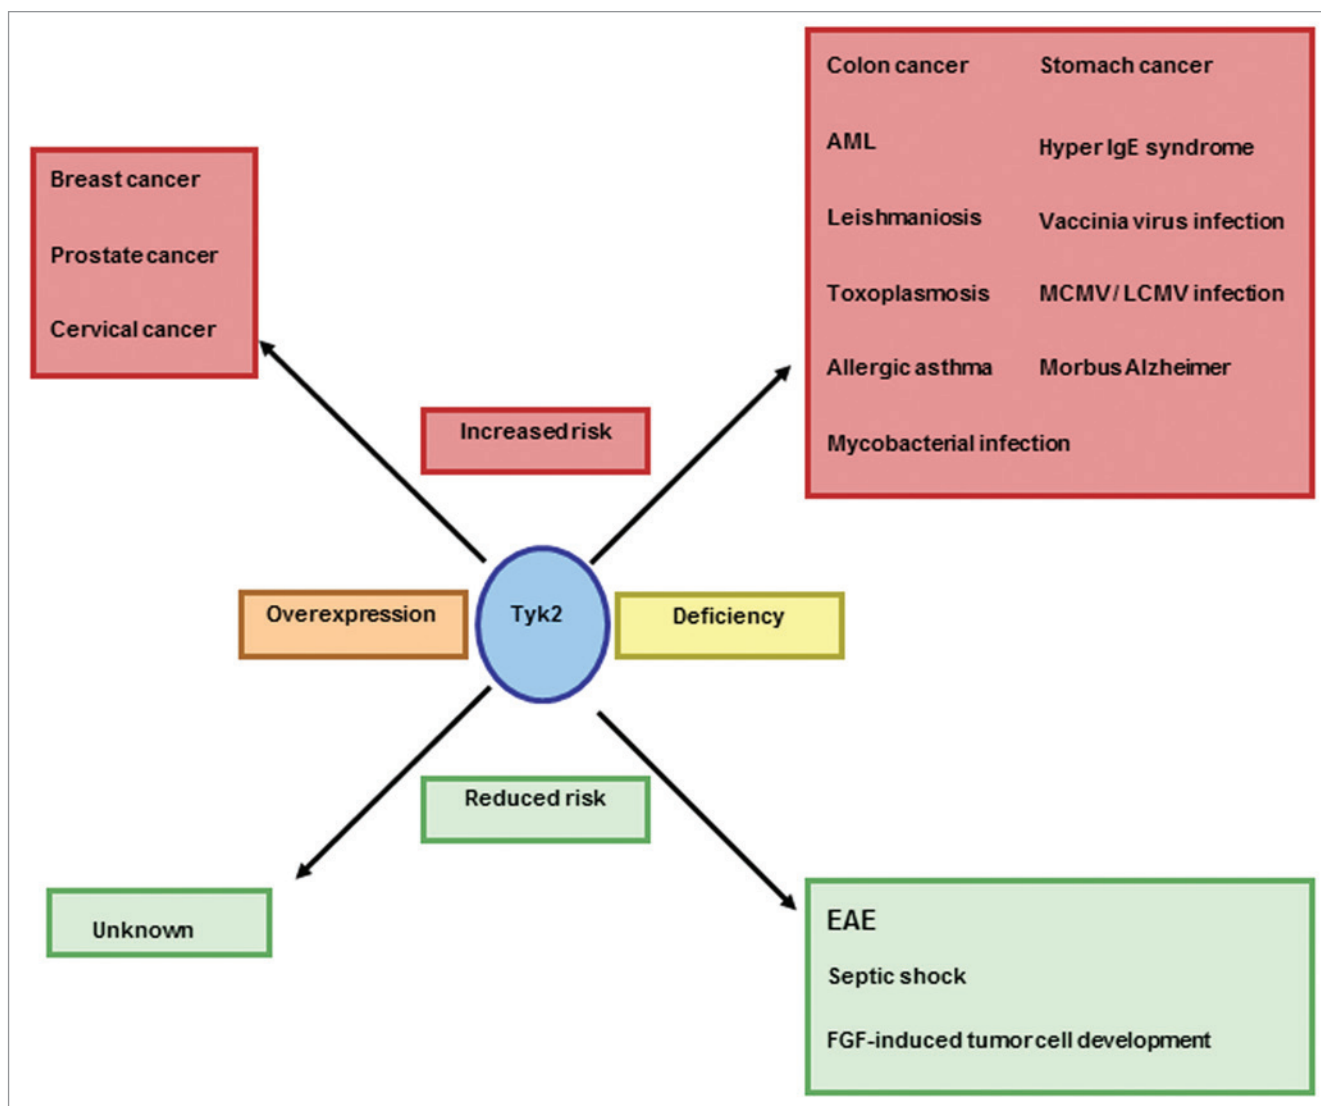 Colon cancer
Stomach cancer
AML
Hyper IgE syndrome
Leishmaniosis
Vaccinia virus infection
Toxoplasmosis
MCMV / LCMV infection
Allergic asthma
Morbus Alzheimer
Mycobacterial infection
Breast cancer
Prostate cancer
Cervical cancer
Increased risk
Overexpression
Tyk2
Deficiency
Reduced risk
Unknown
EAE
Septic shock
FGF-induced tumor cell development